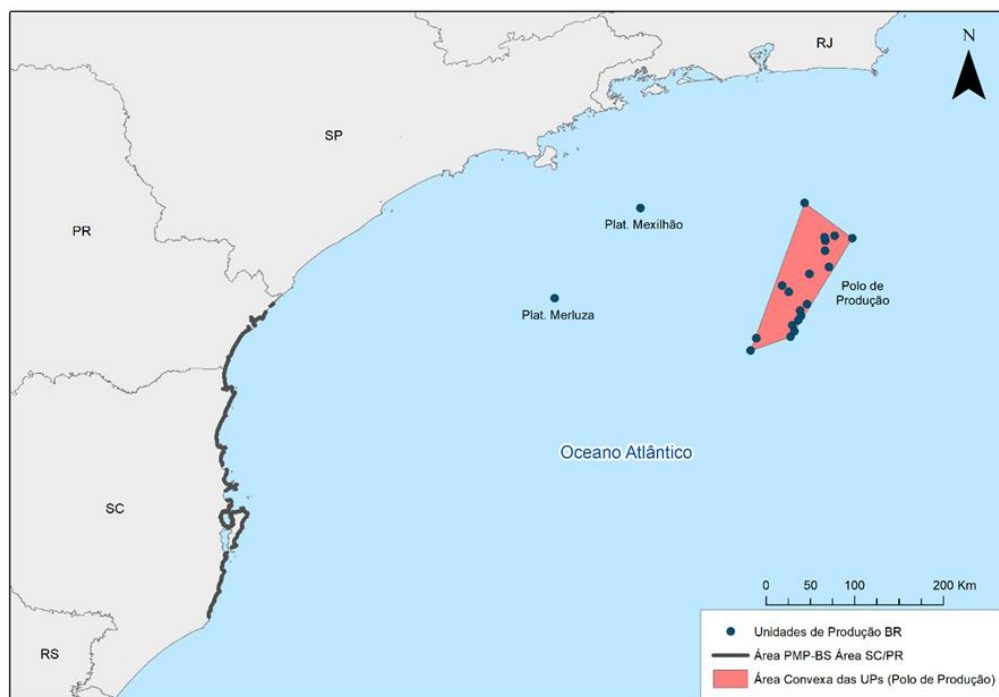 RJ
N
SP
Plat. Mexilhão
PR
Polo de
Produção
Plat. Merluza
Oceano Atlântico
SC
0 50 100 200 Km
RS
Unidades de Produção BR
Área PMP-BS Área SC/PR
Área Convexa das UPs (Polo de Produção)